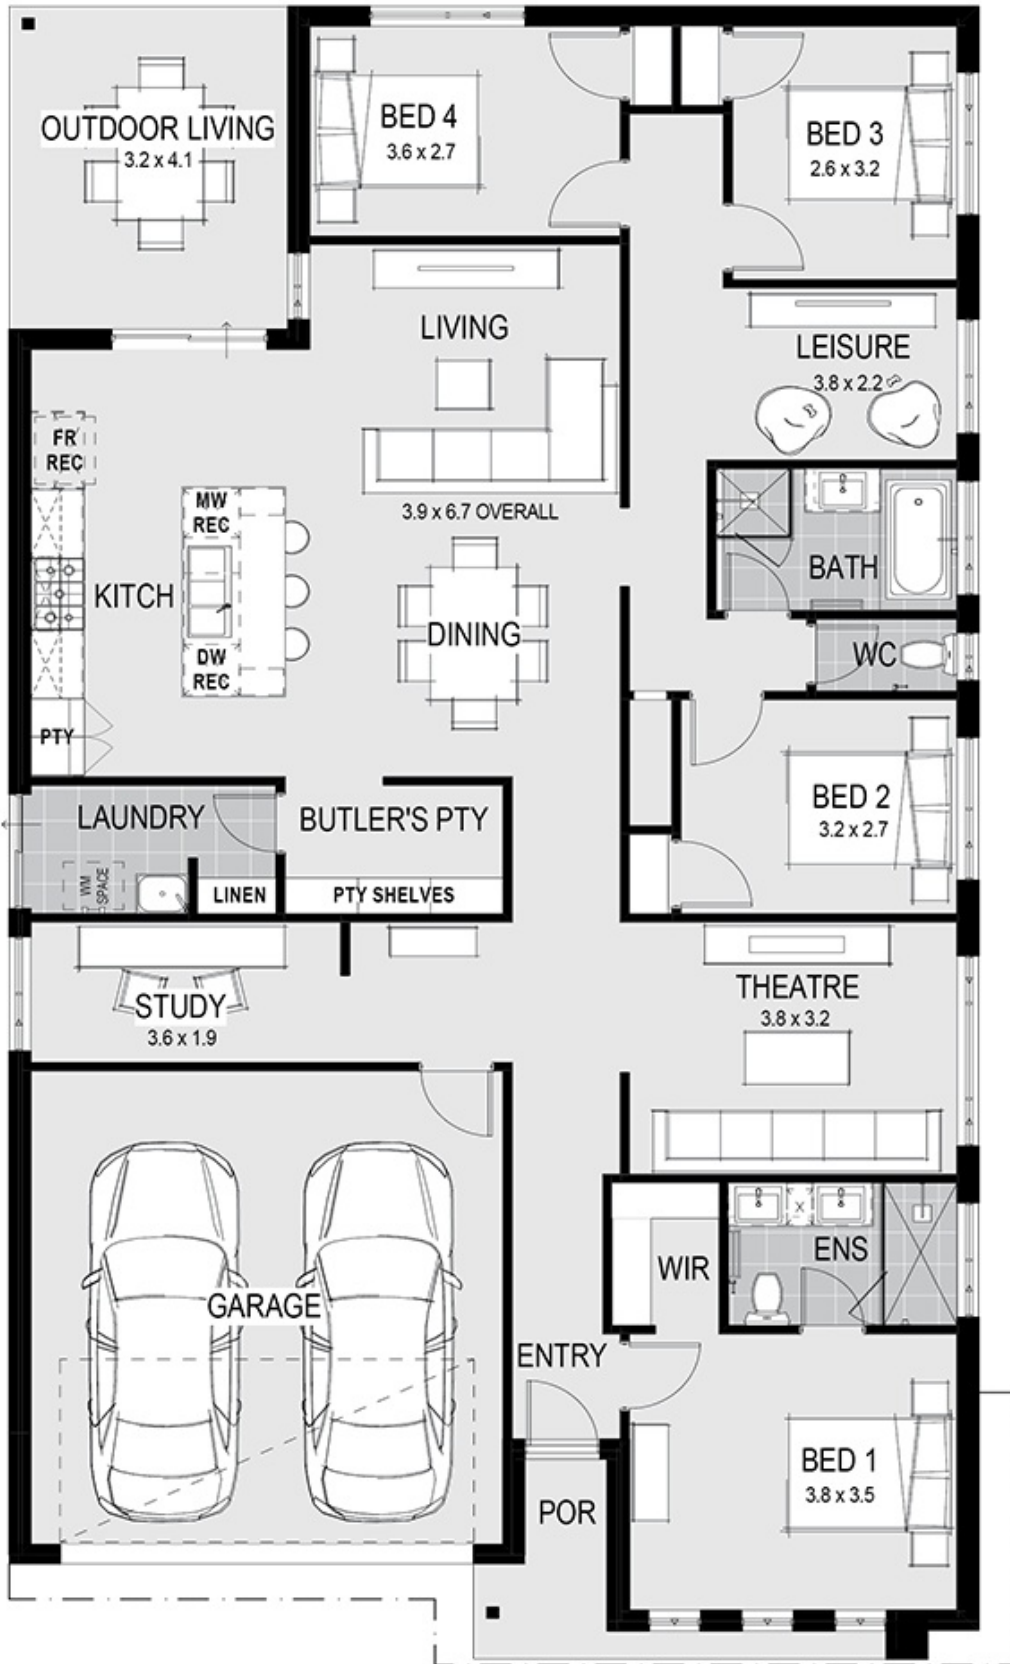 BED 4
3.6 x 2.7
BED 3
2.6 x 3.2
OUTDOOR LIVING
3.2 x 4.1
LIVING
LEISURE
3.8 x 2.2
FR
REC
MW
REC
3.9 x 6.7 OVERALL
KITCH
BATH
DINING
DW
REC
WC
PTY
BED 2
3.2 x 2.7
LAUNDRY
BUTLER'S PTY
WM
SPACE
LINEN
PTY SHELVES
THEATRE
3.8 x 3.2
STUDY
3.6 x 1.9
X
ENS
WIR
GARAGE
ENTRY
BED 1
3.8 x 3.5
POR